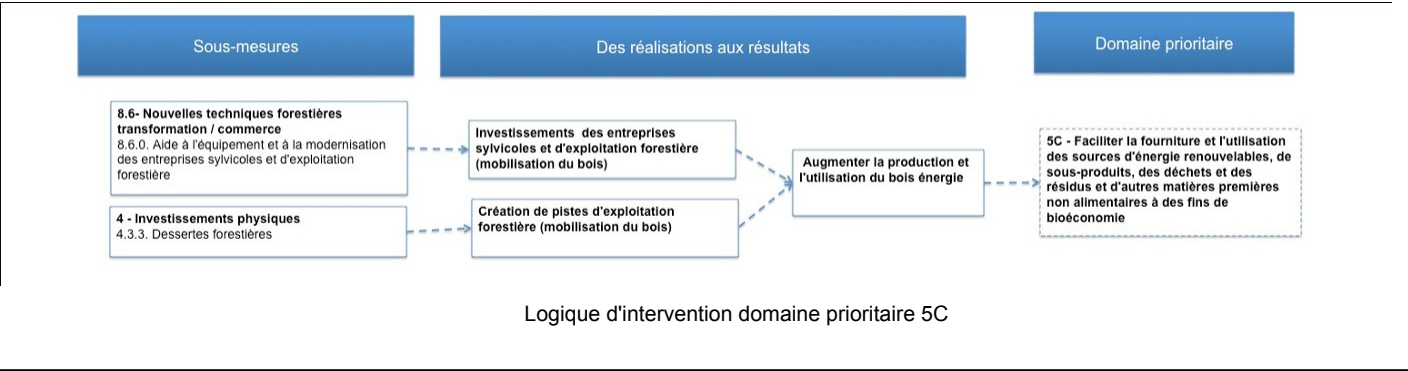 Sous-mesures
Des réalisations aux résultats
Domaine prioritaire
8.6- Nouvelles techniques forestières
transformation / commerce
8.6.0. Aide à l'équipement et à la modernisation
des entreprises sylvicoles et d'exploitation
forestière
4 - Investissements physiques
4.3.3. Dessertes forestières
Investissements des entreprises
sylvicoles et d'exploitation forestière
(mobilisation du bois)
Création de pistes d'exploitation
forestière (mobilisation du bois)
Augmenter la production et
l'utilisation du bois énergie
5C - Faciliter la fourniture et l'utilisation
des sources d'énergie renouvelables, de
sous-produits, des déchets et des
résidus et d'autres matières premières
non alimentaires à des fins de
bioéconomie
Logique d'intervention domaine prioritaire 5C